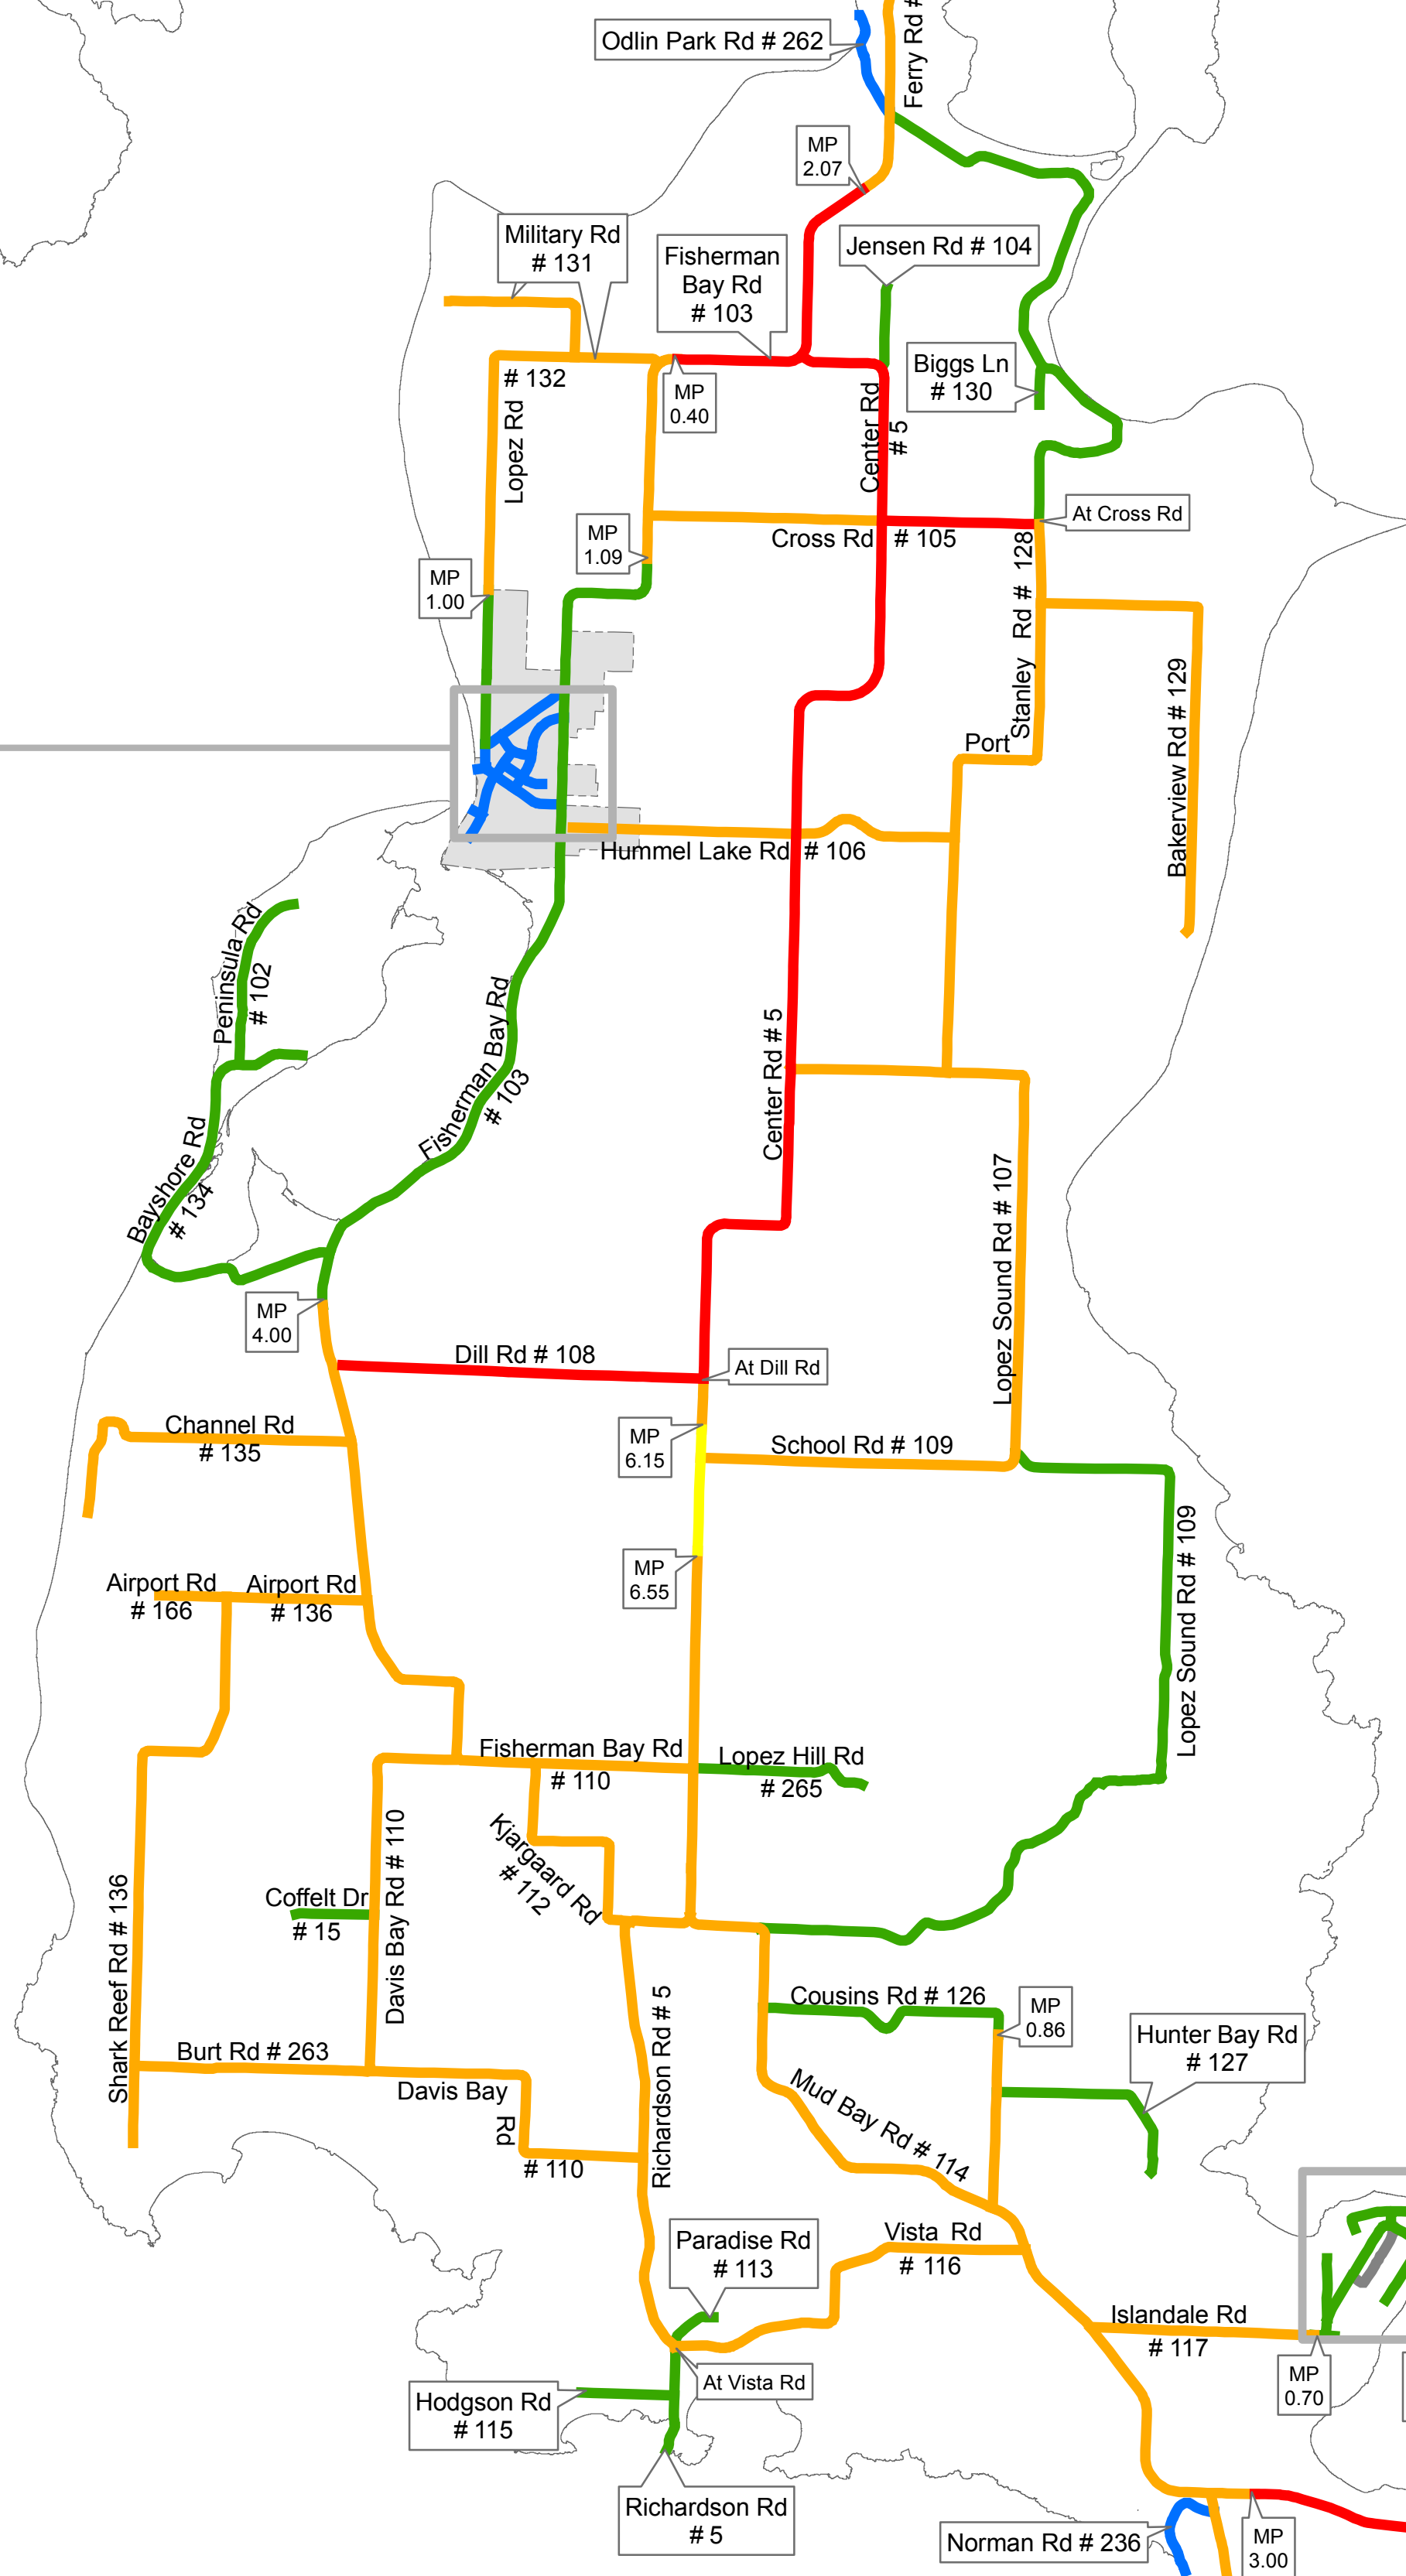 Odlin Park Rd # 262
Ferry Rd #
MP
2.07
Military Rd
# 131
Fisherman
Bay Rd
# 103
Jensen Rd # 104
Biggs Ln
# 130
# 132
Lopez Rd
MP
0.40
Center Rd
# 5
At Cross Rd
MP
1.09
Cross Rd # 105
MP
1.00
Port Stanley Rd # 128
Bakerview Rd # 129
Hummel Lake Rd # 106
Peninsula Rd
# 102
Fisherman Bay Rd
# 103
Center Rd # 5
Bayshore Rd
# 134
Lopez Sound Rd # 107
MP
4.00
Dill Rd # 108
At Dill Rd
Channel Rd
# 135
MP
6.15
School Rd # 109
Lopez Sound Rd # 109
MP
6.55
Airport Rd
# 166
Airport Rd
# 136
Fisherman Bay Rd
# 110
Lopez Hill Rd
# 265
Kjargaard Rd
# 112
Davis Bay Rd # 110
Coffelt Dr
# 15
Shark Reef Rd # 136
Richardson Rd # 5
Cousins Rd # 126
MP
0.86
Hunter Bay Rd
# 127
Burt Rd # 263
Davis Bay
Rd
# 110
Mud Bay Rd # 114
Paradise Rd
# 113
Vista Rd
# 116
Islandale Rd
# 117
At Vista Rd
MP
0.70
Hodgson Rd
# 115
Richardson Rd
# 5
Norman Rd # 236
MP
3.00